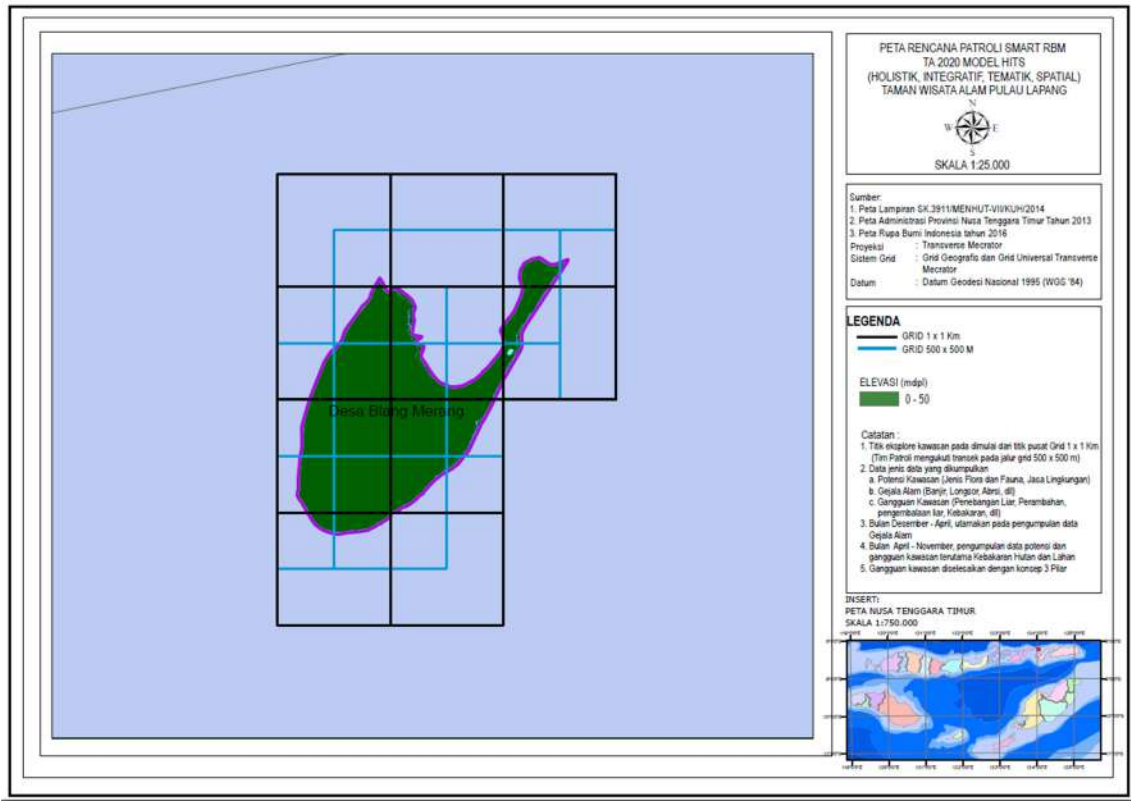 PETA RENCANA PATROLI SMART RBM
TA 2020 MODEL HITS
(HOLISTIK, INTEGRATIF, TEMATIK, SPATIAL)
TAMAN WISATA ALAM PULAU LAPANG
N
W E
S
SKALA 1:25.000
Sumber:
1. Peta Lampiran SK.3911/MENHUT-VII/KUH/2014
2. Peta Administrasi Provinsi Nusa Tenggara Timur Tahun 2013
3. Peta Rupa Bumi Indonesia tahun 2016
Proyeksi : Transverse Mecrator
Sistem Grid : Grid Geografis dan Grid Universal Transverse
Mecrator
Datum : Datum Geodesi Nasional 1995 (WGS '84)
LEGENDA
GRID 1 x 1 Km
GRID 500 x 500 M
ELEVASI (mdpl)
0 - 50
Catatan :
1. Titik eksplore kawasan pada dimulai dari titik pusat Grid 1 x 1 Km
(Tim Patroli mengukuti transek pada jalur grid 500 x 500 m)
2. Data jenis data yang dikumpulkan
a. Potensi Kawasan (Jenis Flora dan Fauna, Jasa Lingkungan)
b. Gejala Alam (Banjir, Longsor, Abrsi, dll)
c. Gangguan Kawasan (Penebangan Liar, Perambahan,
pengembalaan liar, Kebakaran, dll)
3. Bulan Desember - April, utamakan pada pengumpulan data
Gejala Alam
4. Bulan April - November, pengumpulan data potensi dan
gangguan kawasan terutama Kebakaran Hutan dan Lahan
5. Gangguan kawasan diselesaikan dengan konsep 3 Pilar
INSERT:
PETA NUSA TENGGARA TIMUR
SKALA 1:750.000
Desa Blang Merang